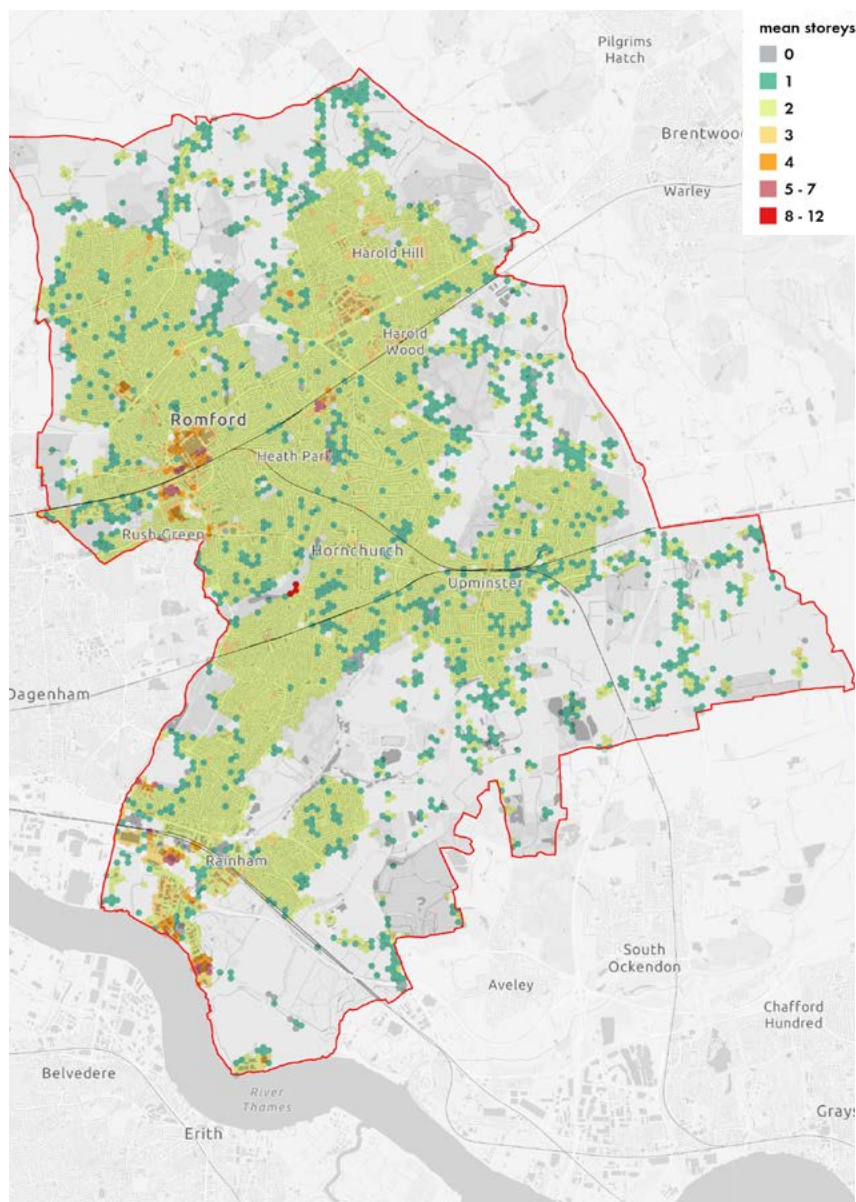 mean storeys
0
1
2
3
4
5 - 7
8 - 12
Pilgrims
Hatch
Brentwood
Warley
Harold Hill
Harold
Wood
Romford
Heath Park
Rush Green
Hornchurch
Upminster
Dagenham
Rainham
South
Ockendon
Aveley
Chafford
Hundred
Belvedere
River
Thames
Erith
Grays